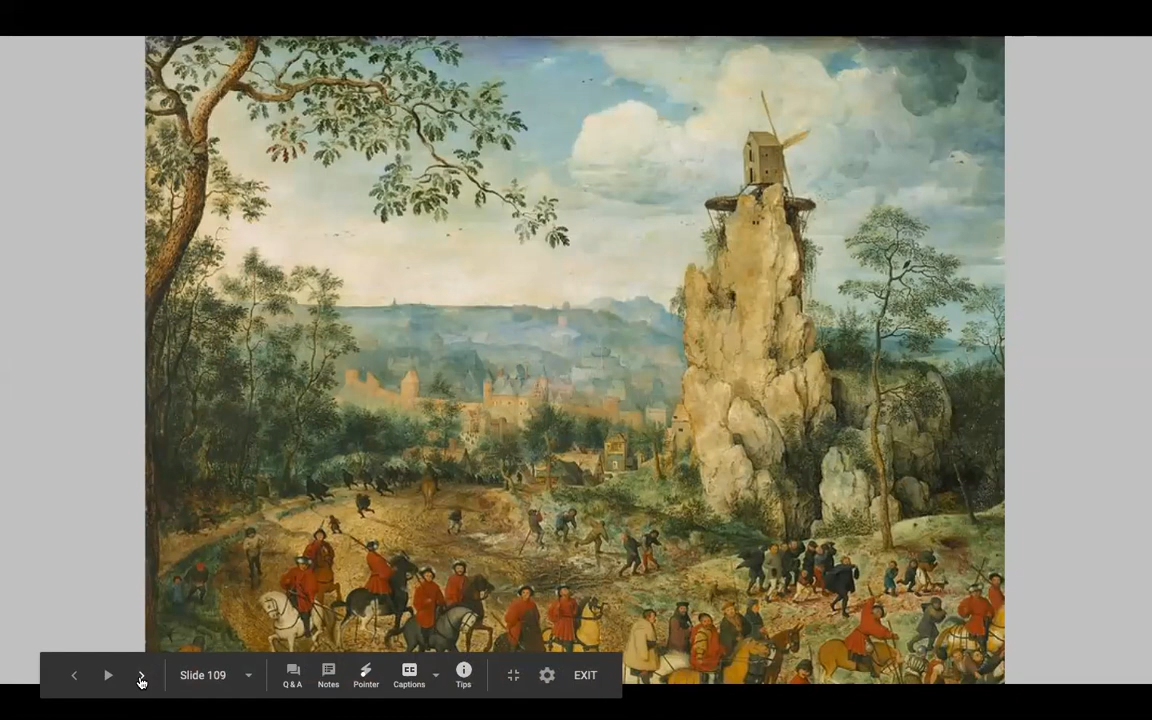 Slide 109
Q & A
Notes
Pointer
Captions
Tips
EXIT